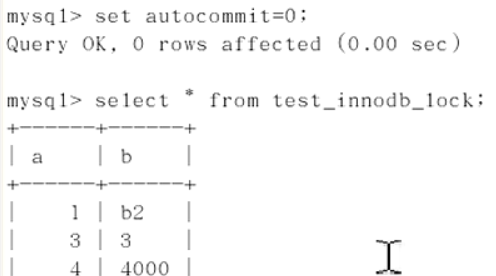 mysql> set autocommit=0;
Query OK, 0 rows affected (0.00 sec)
mysql> select * from test_innodb_lock;
+------+------+
| a    | b    |
+------+------+
|    1 | b2   |
|    3 | 3    |
|    4 | 4000 |